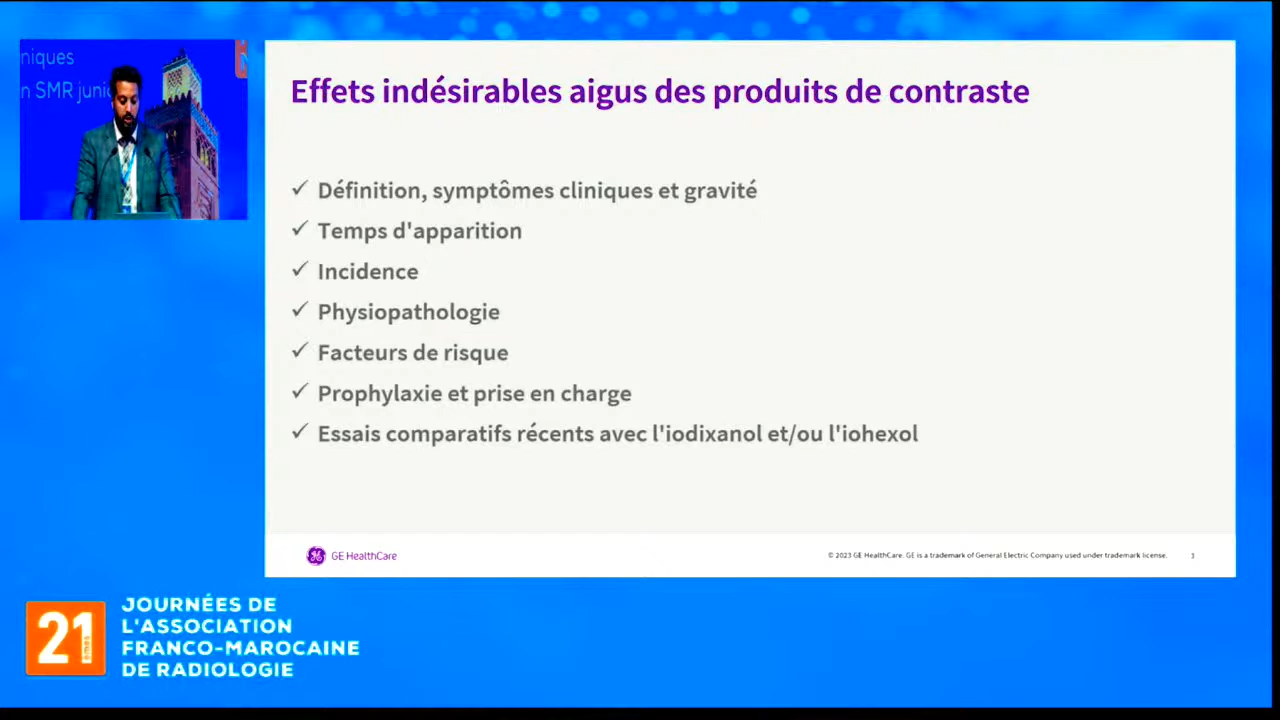 niques
n SMR junio
Effets indésirables aigus des produits de contraste
✓ Définition, symptômes cliniques et gravité
✓ Temps d'apparition
✓ Incidence
✓ Physiopathologie
✓ Facteurs de risque
✓ Prophylaxie et prise en charge
✓ Essais comparatifs récents avec l'iodixanol et/ou l'iohexol
GE HealthCare
© 2023 GE HealthCare. GE is a trademark of General Electric Company used under trademark license.
3
21
èmes
JOURNÉES DE
L'ASSOCIATION
FRANCO-MAROCAINE
DE RADIOLOGIE